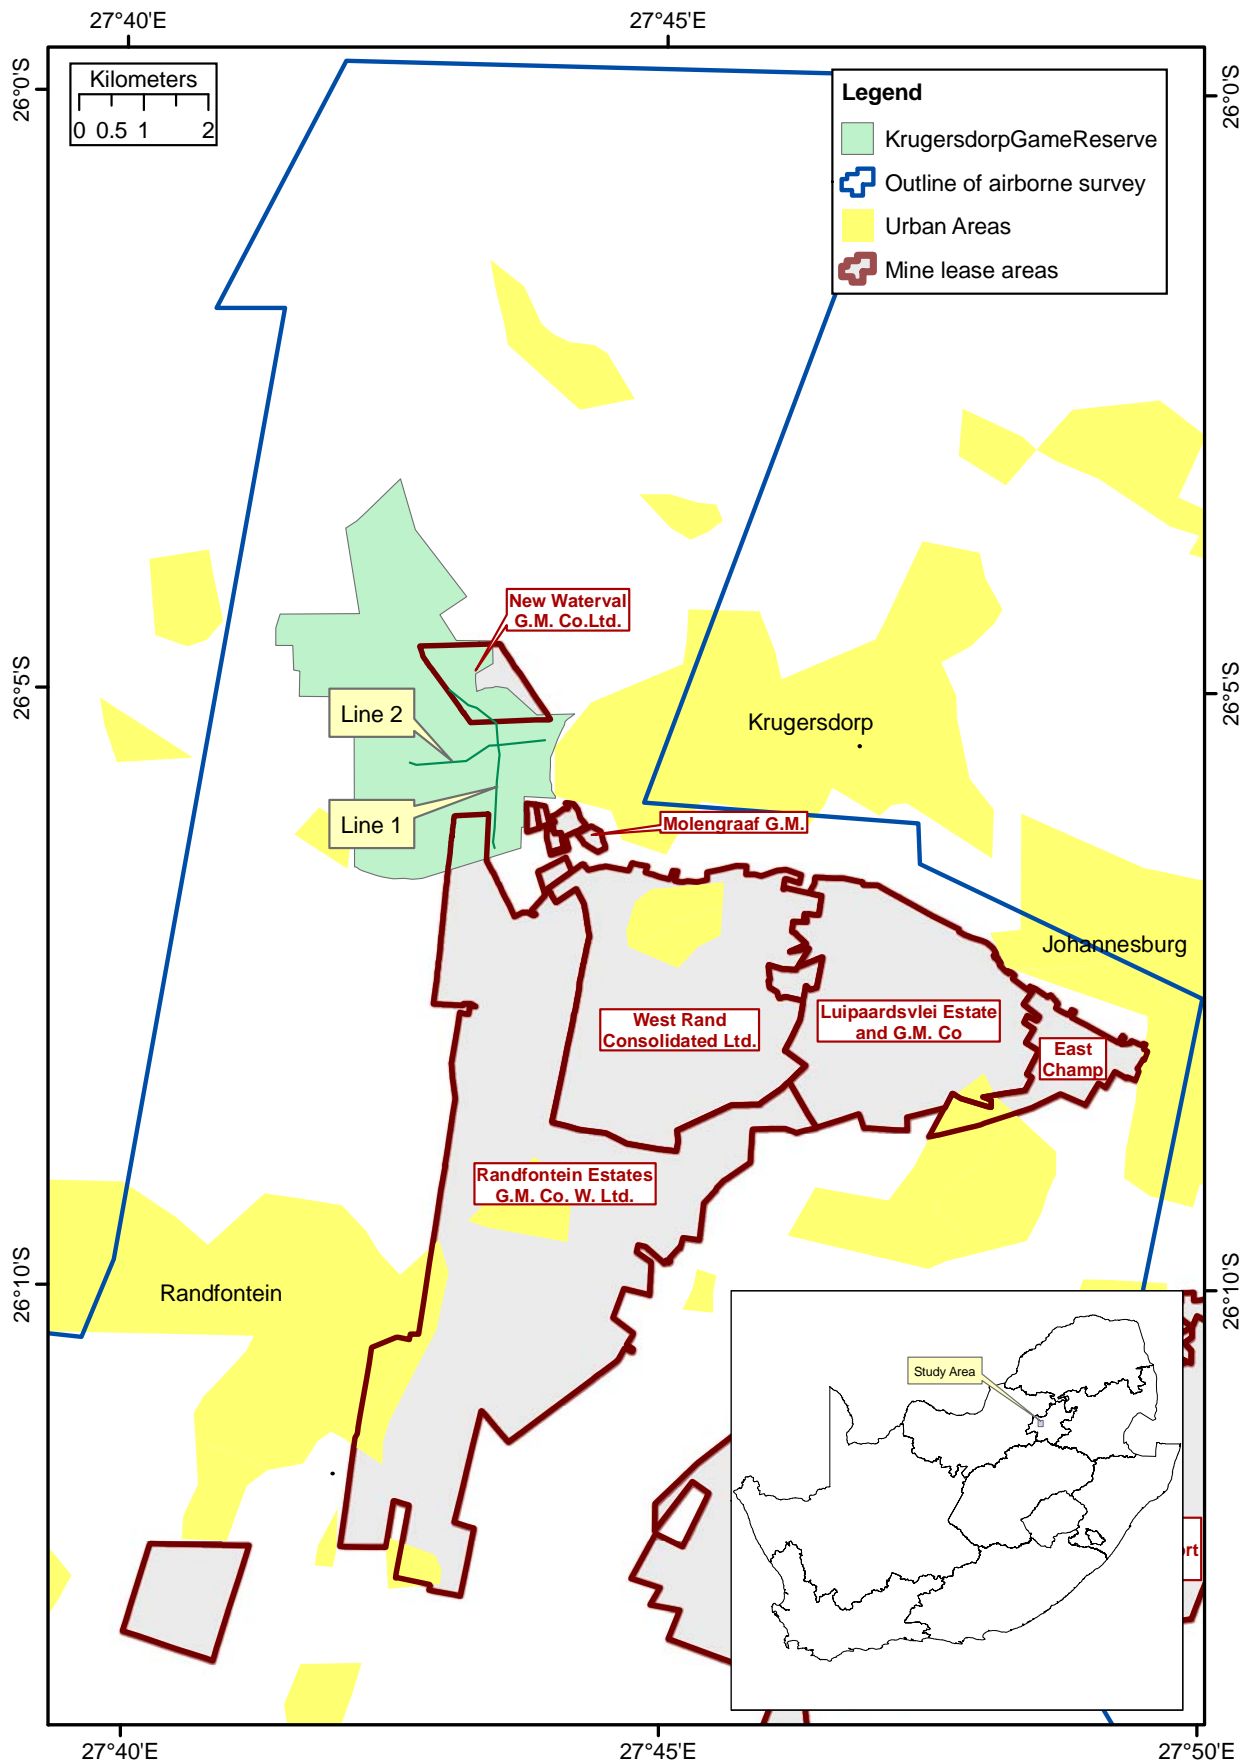 27°40'E 27°45'E
Kilometers
0 0.5 1 2
26°0'S
26°0'S
Legend
KrugersdorpGameReserve
Outline of airborne survey
Urban Areas
Mine lease areas
New Waterval
G.M. Co.Ltd.
26°5'S
26°5'S
Line 2
Krugersdorp
Line 1
Molengraaf G.M.
Johannesburg
West Rand
Consolidated Ltd.
Luipaardsvlei Estate
and G.M. Co
East
Champ
Randfontein Estates
G.M. Co. W. Ltd.
26°10'S
26°10'S
Randfontein
Study Area
ort
27°40'E 27°45'E 27°50'E